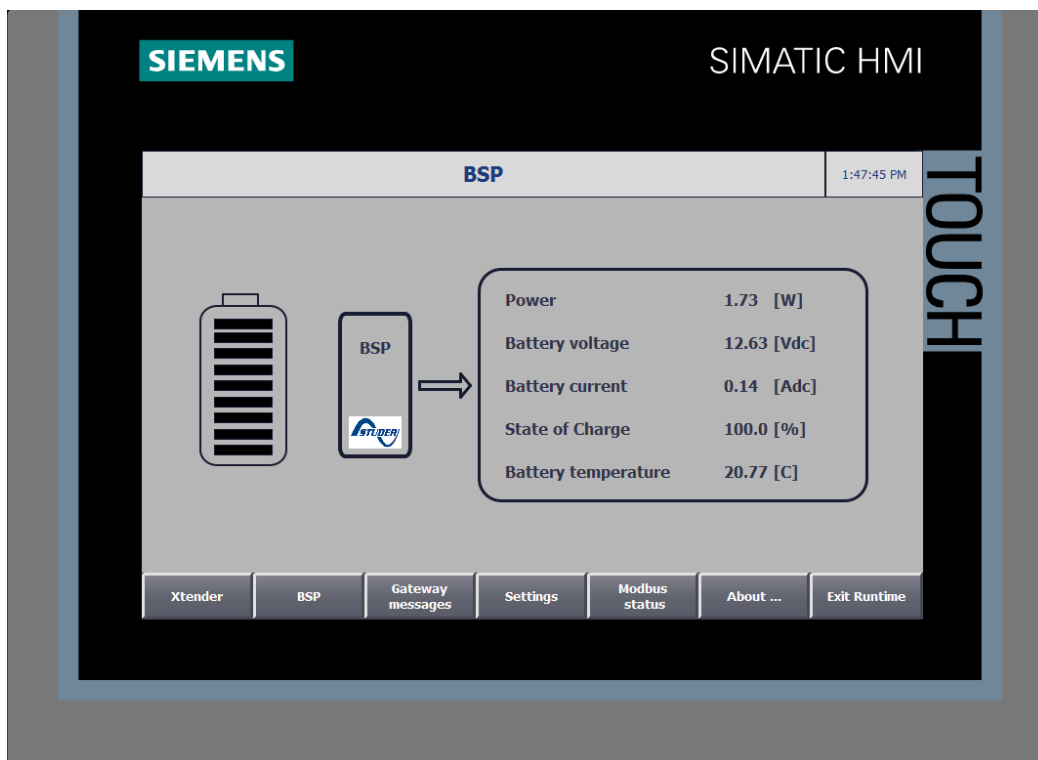 SIEMENS
SIMATIC HMI
TOUCH
BSP
1:47:45 PM
BSP
STUDER
Power 1.73 [W]
Battery voltage 12.63 [Vdc]
Battery current 0.14 [Adc]
State of Charge 100.0 [%]
Battery temperature 20.77 [C]
Xtender
BSP
Gateway
messages
Settings
Modbus
status
About ...
Exit Runtime